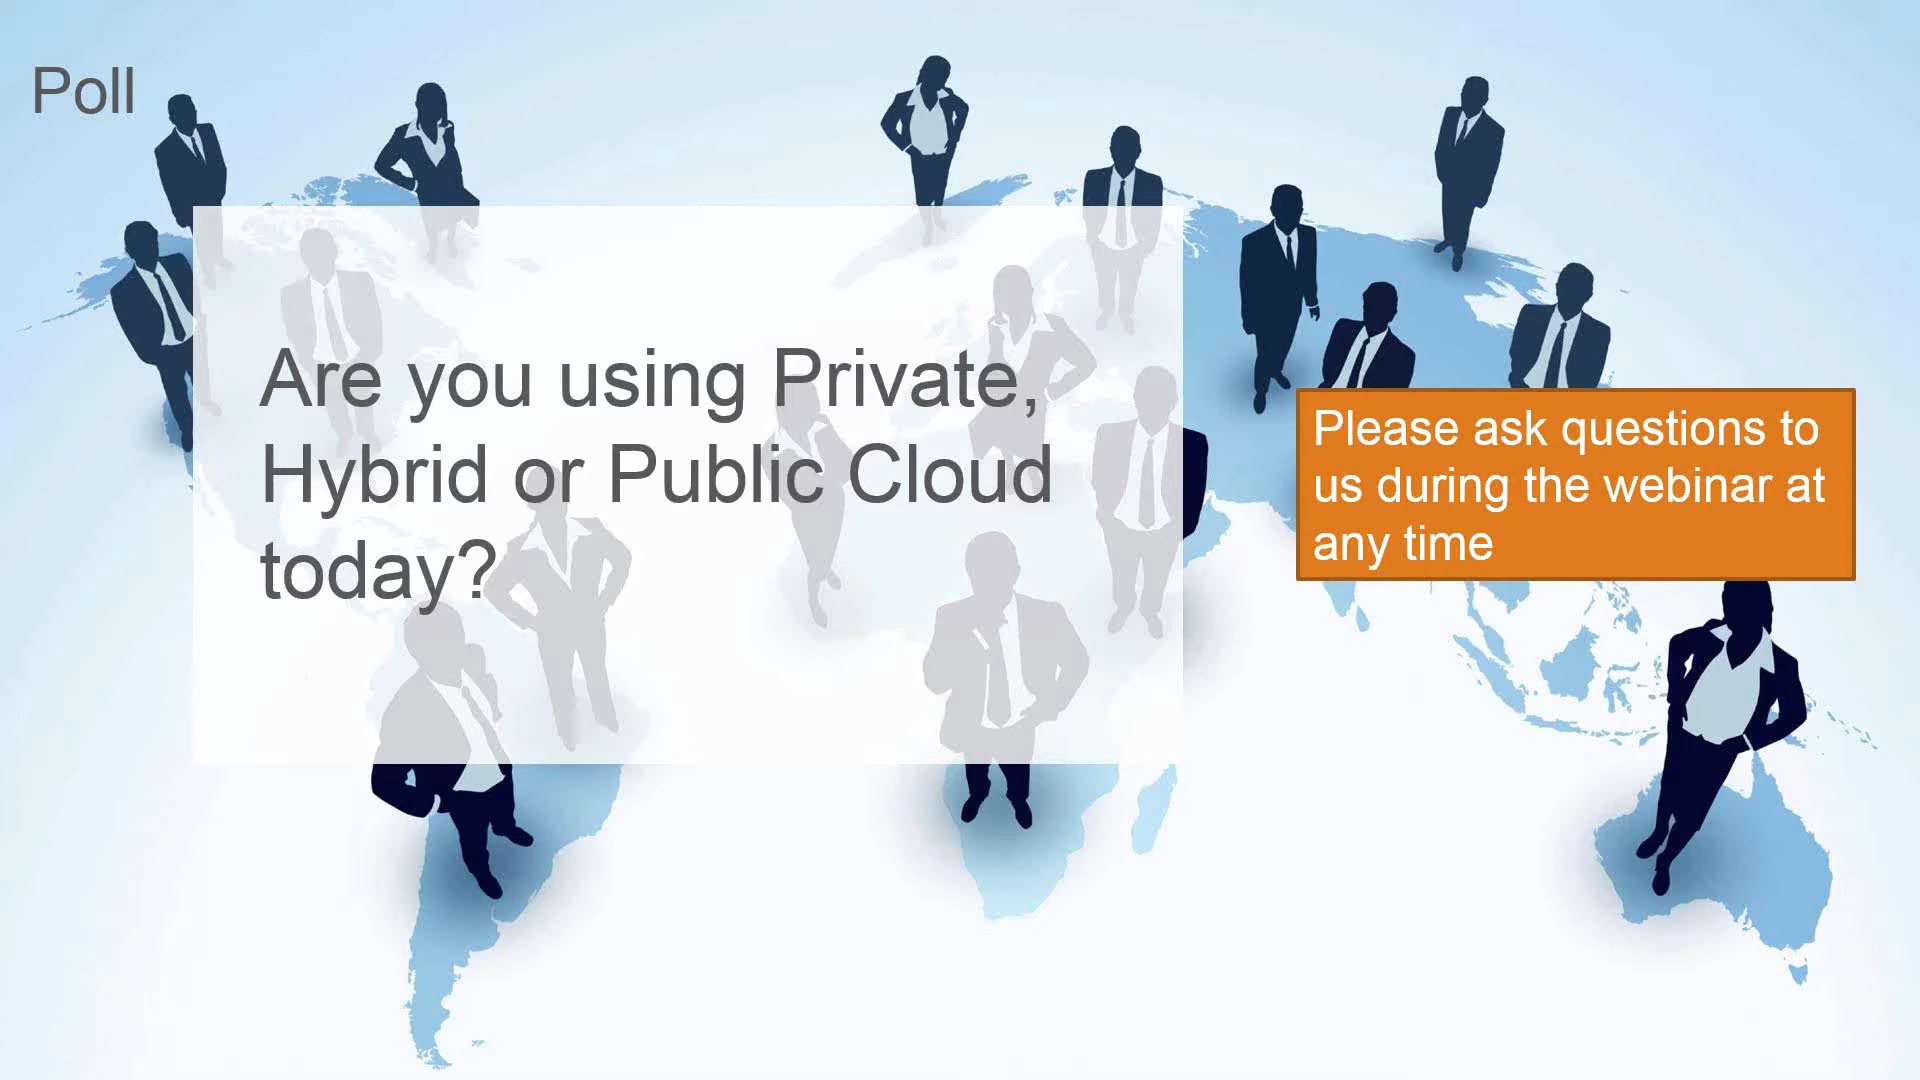 Poll
Are you using Private,
Hybrid or Public Cloud
today?
Please ask questions to
us during the webinar at
any time